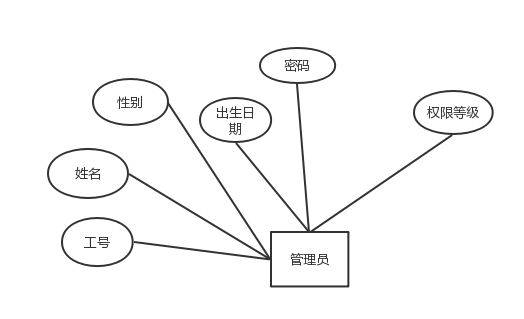 密码
性别
出生日
期
权限等级
姓名
工号
管理员